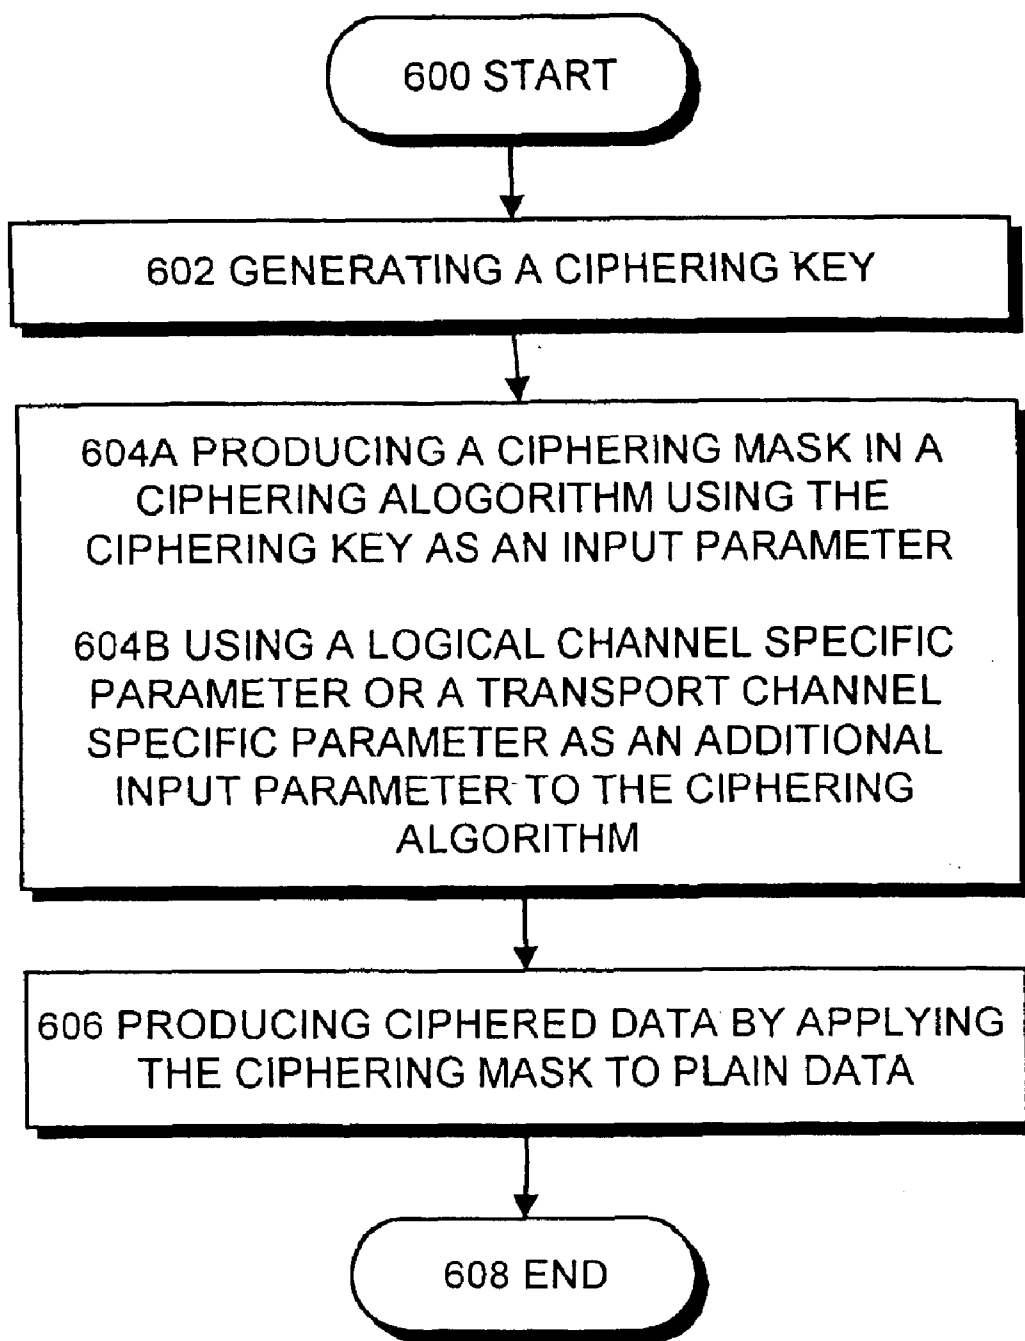 600 START
602 GENERATING A CIPHERING KEY
604A PRODUCING A CIPHERING MASK IN A
CIPHERING ALOGORITHM USING THE
CIPHERING KEY AS AN INPUT PARAMETER
604B USING A LOGICAL CHANNEL SPECIFIC
PARAMETER OR A TRANSPORT CHANNEL
SPECIFIC PARAMETER AS AN ADDITIONAL
INPUT PARAMETER TO THE CIPHERING
ALGORITHM
606 PRODUCING CIPHERED DATA BY APPLYING
THE CIPHERING MASK TO PLAIN DATA
608 END